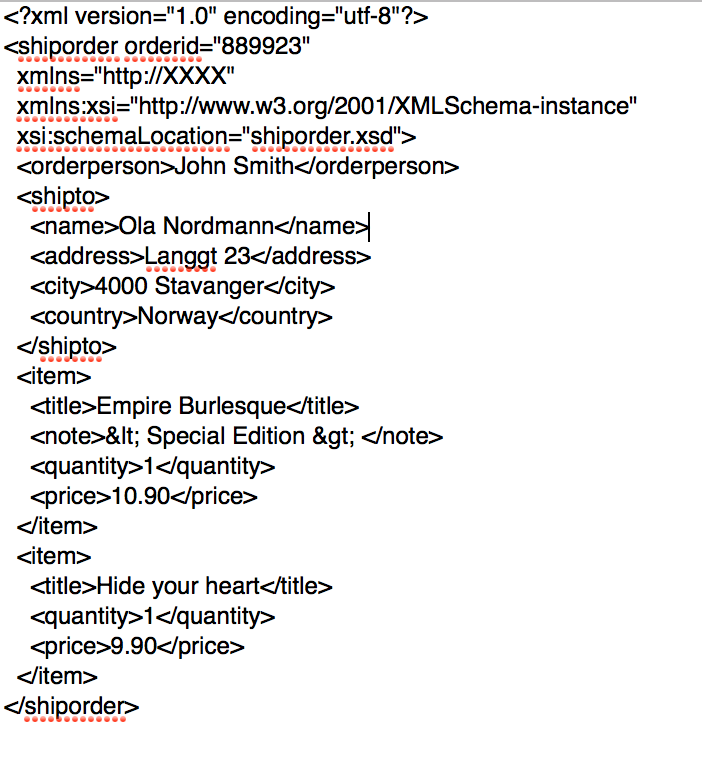 <?xml version="1.0" encoding="utf-8"?>
<shiporder orderid="889923"
xmlns="http://XXXX"
xmlns:xsi="http://www.w3.org/2001/XMLSchema-instance"
xsi:schemaLocation="shiporder.xsd">
<orderperson>John Smith</orderperson>
<shipto>
<name>Ola Nordmann</name>
<address>Langgt 23</address>
<city>4000 Stavanger</city>
<country>Norway</country>
</shipto>
<item>
<title>Empire Burlesque</title>
<note>&lt; Special Edition &gt; </note>
<quantity>1</quantity>
<price>10.90</price>
</item>
<item>
<title>Hide your heart</title>
<quantity>1</quantity>
<price>9.90</price>
</item>
</shiporder>